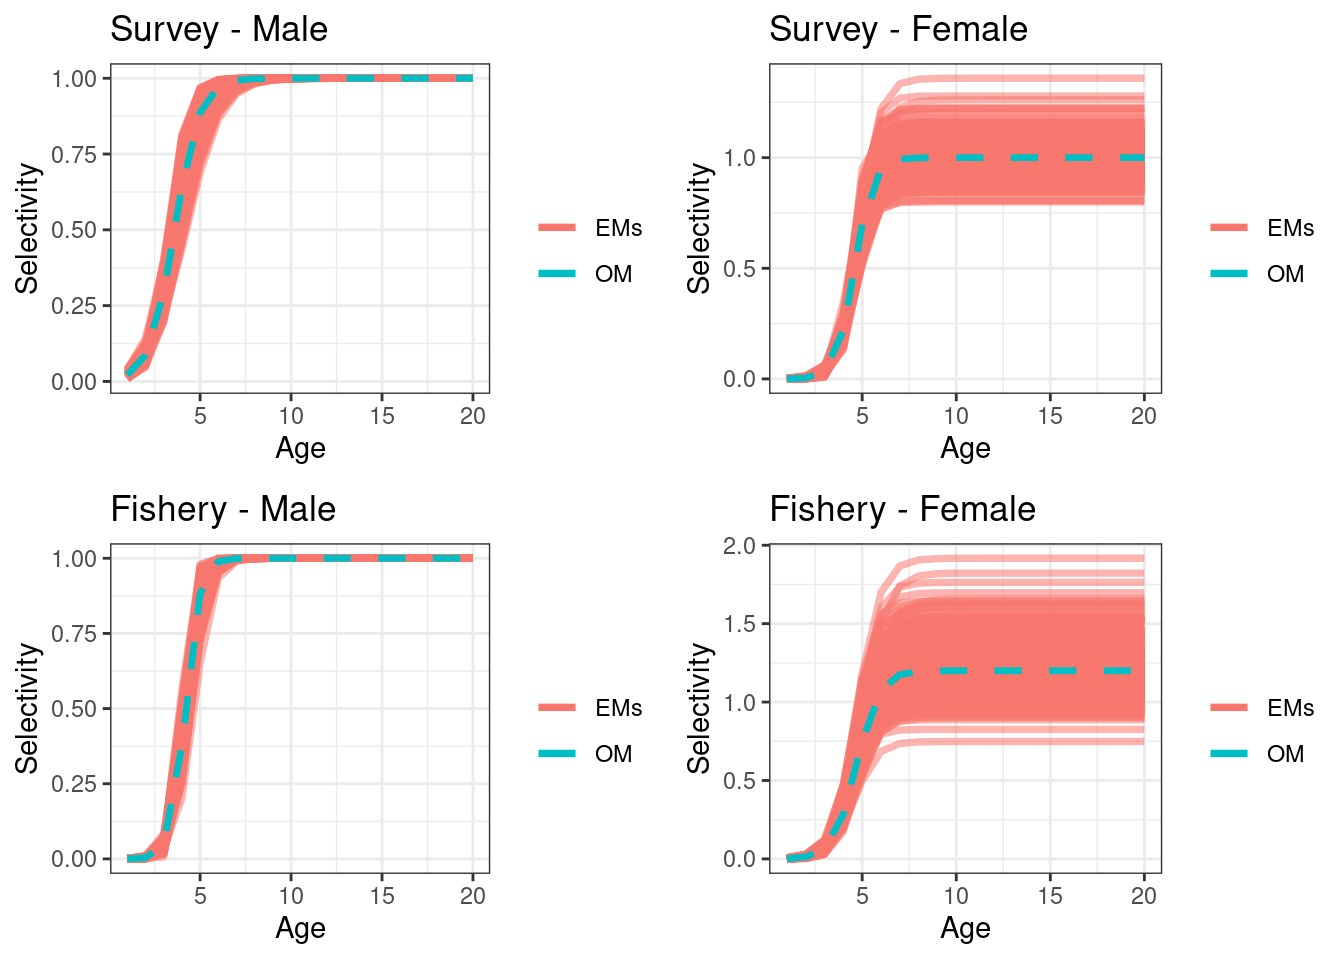 Survey - Male
1.00
0.75
0.50
0.25
0.00
Selectivity
5 10 15 20
Age
EMs
OM
Survey - Female
1.0
0.5
0.0
Selectivity
5 10 15 20
Age
EMs
OM
Fishery - Male
1.00
0.75
0.50
0.25
0.00
Selectivity
5 10 15 20
Age
EMs
OM
Fishery - Female
2.0
1.5
1.0
0.5
0.0
Selectivity
5 10 15 20
Age
EMs
OM